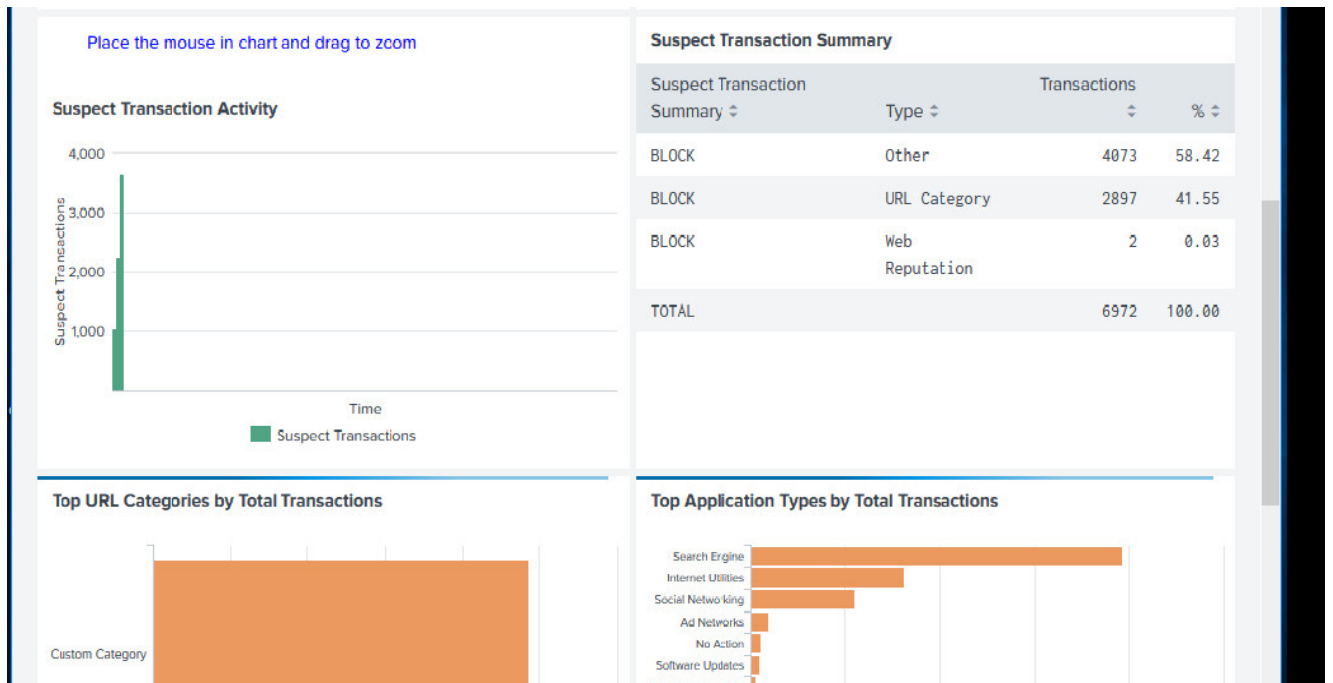 Place the mouse in chart and drag to zoom
Suspect Transaction Activity
4,000
3,000
2,000
1,000
Suspect Transactions
Time
Suspect Transactions
Suspect Transaction Summary
Suspect Transaction Transactions
Summary Type %
BLOCK Other 4073 58.42
BLOCK URL Category 2897 41.55
BLOCK Web 2 0.03
Reputation
TOTAL 6972 100.00
Top URL Categories by Total Transactions
Custom Category
Top Application Types by Total Transactions
Search Engine
Internet Utilities
Social Networking
Ad Networks
No Action
Software Updates